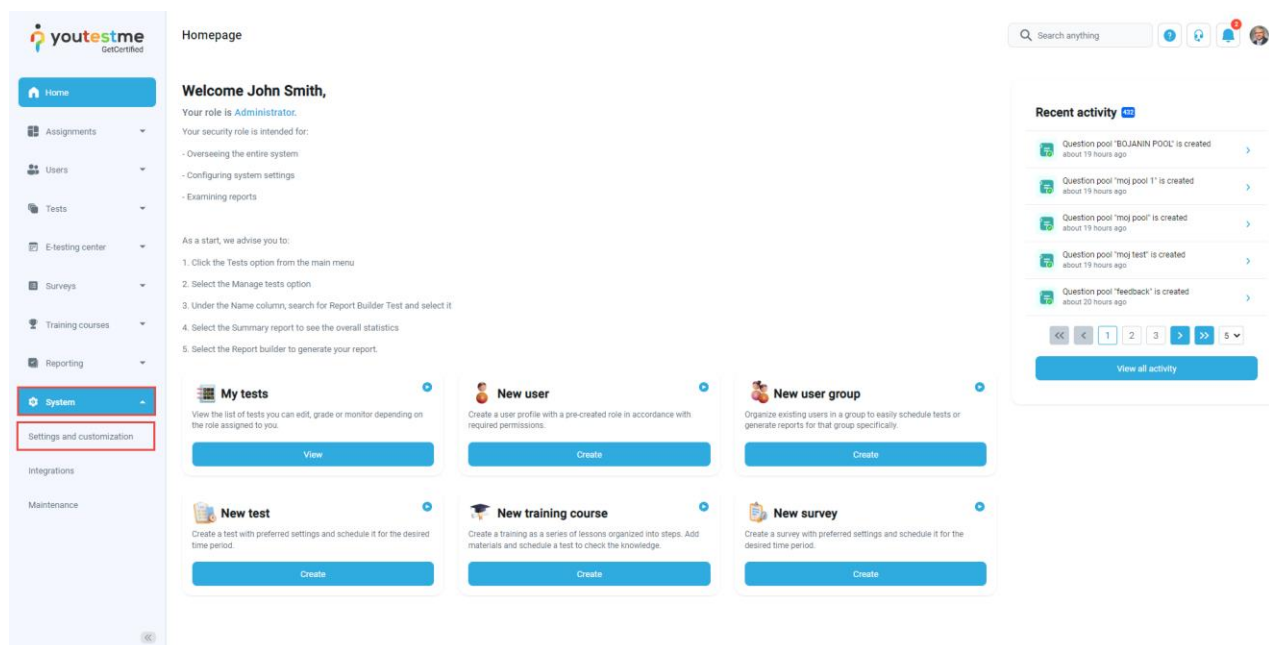 youtestme
GetCertified
Homepage
Search anything
3
Home
Assignments
Users
Tests
E-testing center
Surveys
Training courses
Reporting
System
Settings and customization
Integrations
Maintenance
Welcome John Smith,
Your role is Administrator.
Your security role is intended for:
- Overseeing the entire system
- Configuring system settings
- Examining reports
As a start, we advise you to:
1. Click the Tests option from the main menu
2. Select the Manage tests option
3. Under the Name column, search for Report Builder Test and select it
4. Select the Summary report to see the overall statistics
5. Select the Report builder to generate your report.
My tests
View the list of tests you can edit, grade or monitor depending on
the role assigned to you.
View
New user
Create a user profile with a pre-created role in accordance with
required permissions.
Create
New user group
Organize existing users in a group to easily schedule tests or
generate reports for that group specifically.
Create
New test
Create a test with preferred settings and schedule it for the desired
time period.
Create
New training course
Create a training as a series of lessons organized into steps. Add
materials and schedule a test to check the knowledge.
Create
New survey
Create a survey with preferred settings and schedule it for the
desired time period.
Create
Recent activity 432
Question pool "BOJANIN POOL" is created
about 19 hours ago
Question pool "moj pool 1" is created
about 19 hours ago
Question pool "moj pool" is created
about 19 hours ago
Question pool "moj test" is created
about 19 hours ago
Question pool "feedback" is created
about 20 hours ago
1 2 3 5
View all activity